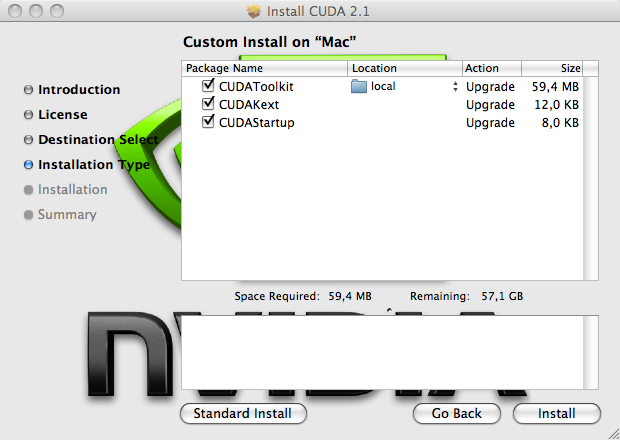 Install CUDA 2.1
Custom Install on “Mac”
Introduction
License
Destination Select
Installation Type
Installation
Summary
Package Name Location Action Size
CUDAToolkit local Upgrade 59,4 MB
CUDAKext Upgrade 12,0 KB
CUDAStartup Upgrade 8,0 KB
Space Required: 59,4 MB Remaining: 57,1 GB
nVIDIA
Standard Install Go Back Install